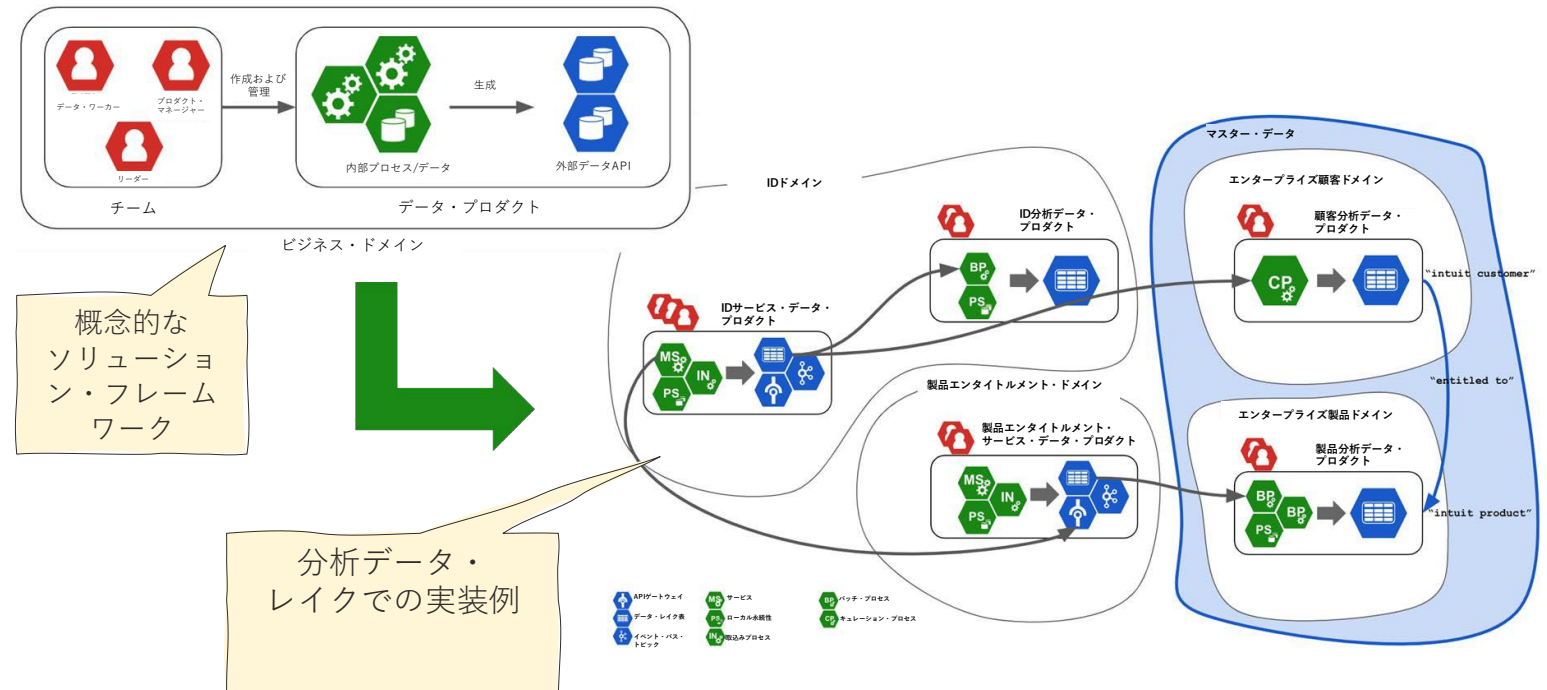 データ・ワーカー
プロダクト・
マネージャー
リーダー
チーム
作成および
管理
内部プロセス/データ
生成
外部データAPI
データ・プロダクト
ビジネス・ドメイン
概念的な
ソリューショ
ン・フレーム
ワーク
分析データ・
レイクでの実装例
IDドメイン
IDサービス・データ・
プロダクト
MS
IN
PS
ID分析データ・
プロダクト
BP
PS
製品エンタイトルメント・ドメイン
製品エンタイトルメント・
サービス・データ・プロダクト
MS
IN
PS
マスター・データ
エンタープライズ顧客ドメイン
顧客分析データ・
プロダクト
CP
"intuit customer"
"entitled to"
エンタープライズ製品ドメイン
製品分析データ・
プロダクト
BP
BP
PS
"intuit product"
APIゲートウェイ
データ・レイク表
イベント・バス・
トピック
MS サービス
PS ローカル永続性
IN 取込みプロセス
BP バッチ・プロセス
CP キュレーション・プロセス